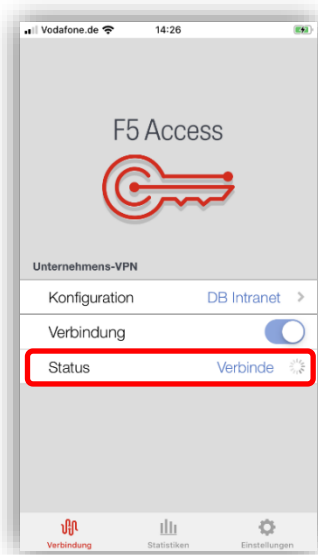 Vodafone.de 14:26
F5 Access
Unternehmens-VPN
Konfiguration DB Intranet
Verbindung
Status Verbinde
Verbindung Statistiken Einstellungen